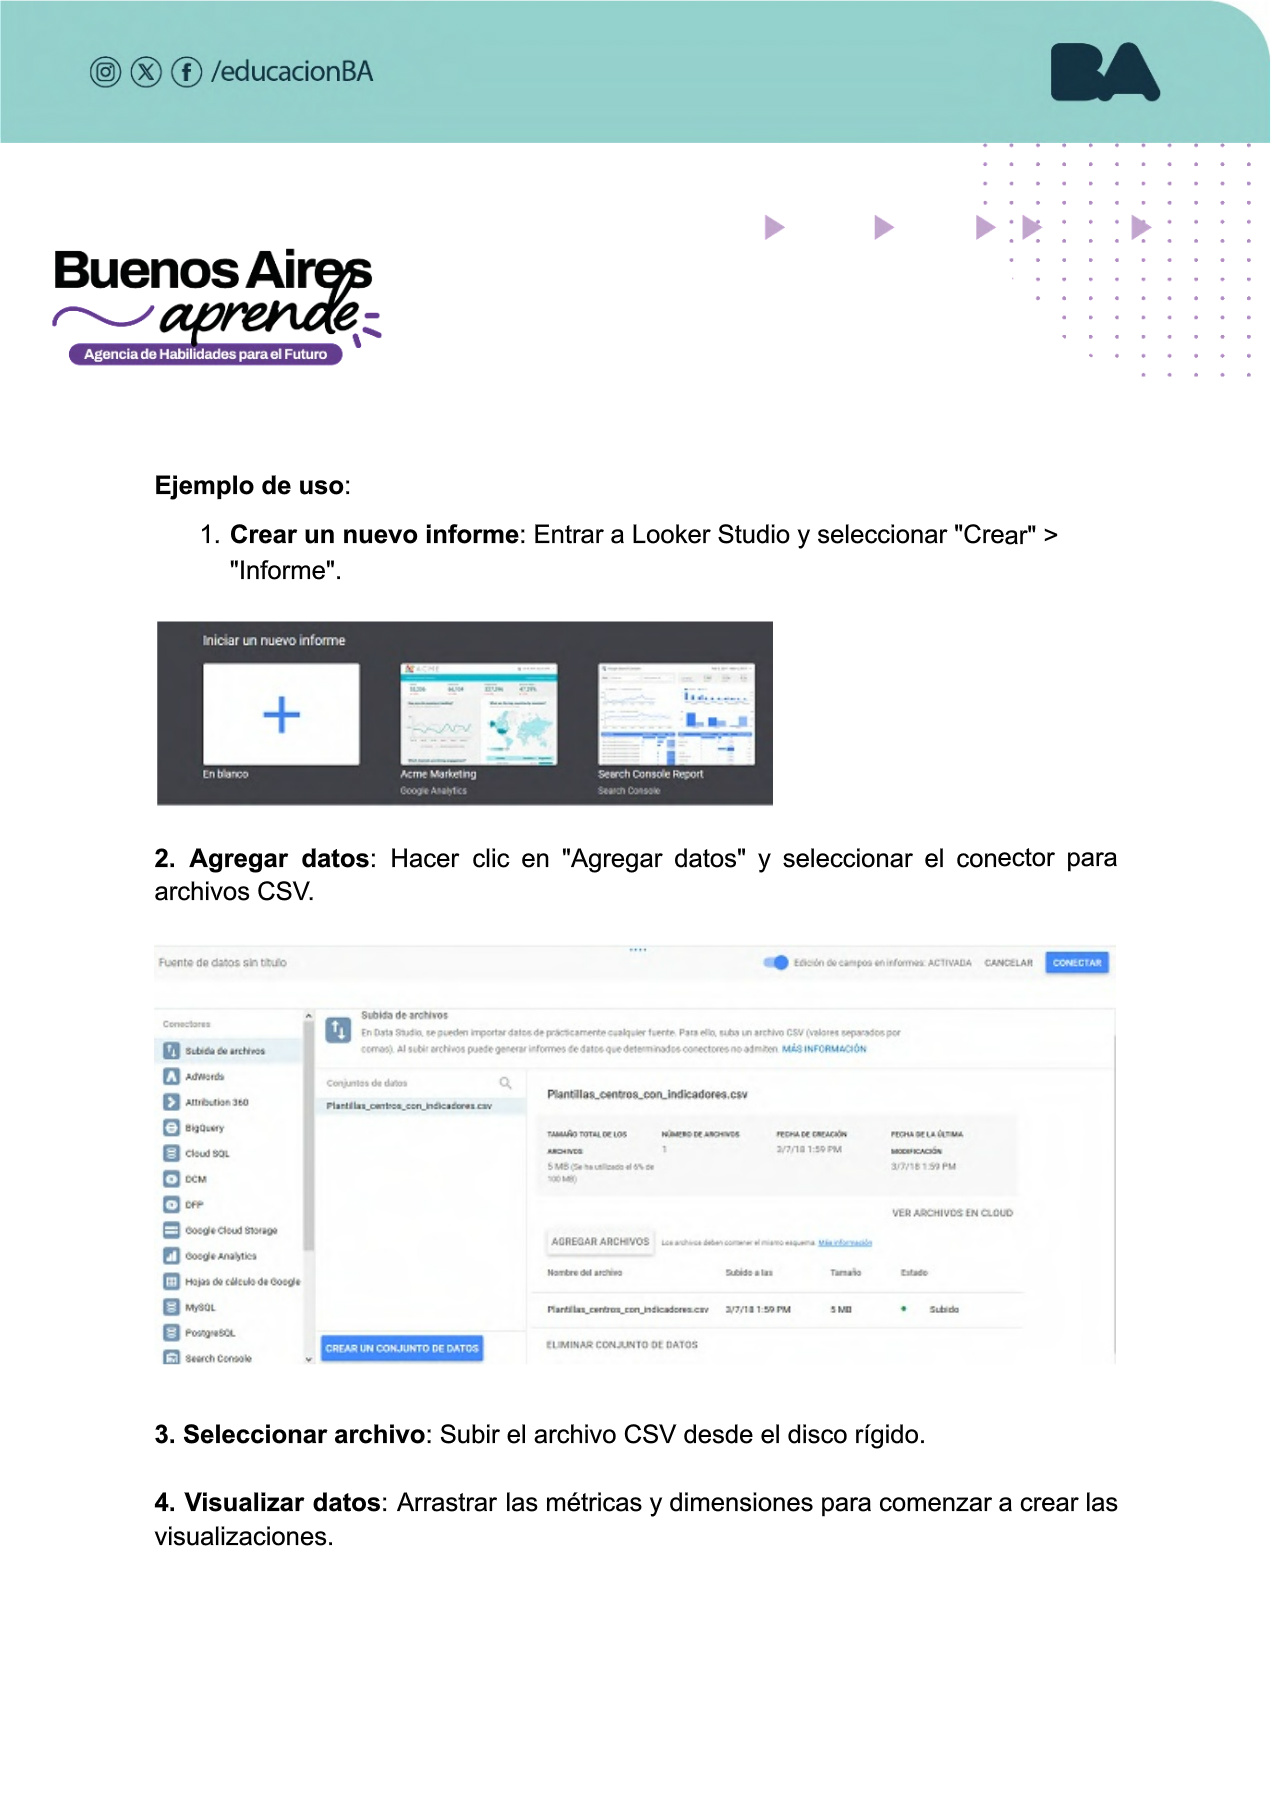 /educacionBA
BA
Buenos Aires
aprende
Agencia de Habilidades para el Futuro
Ejemplo de uso:
1. Crear un nuevo informe: Entrar a Looker Studio y seleccionar "Crear" >
"Informe".
Iniciar un nuevo informe
ACME
En blanco
Acme Marketing
Search Console Report
Google Analytics
Search Console
2. Agregar datos: Hacer clic en "Agregar datos" y seleccionar el conector para
archivos CSV.
Fuente de datos sin título
Edición de campos en informes: ACTIVADA
CANCELAR
CONECTAR
Conectores
Subida de archivos
AdWords
Attribution 360
BigQuery
Cloud SQL
DCM
DFP
Google Cloud Storage
Google Analytics
Hojas de cálculo de Google
MySQL
PostgreSQL
Search Console
Subida de archivos
En Data Studio, se pueden importar datos de prácticamente cualquier fuente. Para ello, suba un archivo CSV (valores separados por
comas). Al subir archivos puede generar informes de datos que determinados conectores no admiten. MÁS INFORMACIÓN
Conjuntos de datos
Plantillas_centros_con_indicadores.csv
CREAR UN CONJUNTO DE DATOS
Plantillas_centros_con_indicadores.csv
TAMAÑO TOTAL DE LOS
ARCHIVOS
5 MB (Se ha utilizado el 6% de
100 MB)
NÚMERO DE ARCHIVOS
1
FECHA DE CREACIÓN
3/7/18 1:59 PM
FECHA DE LA ÚLTIMA
MODIFICACIÓN
3/7/18 1:59 PM
VER ARCHIVOS EN CLOUD
AGREGAR ARCHIVOS
Los archivos deben contener el mismo esquema. Más información
Nombre del archivo Subido a las Tamaño Estado
Plantillas_centros_con_indicadores.csv 3/7/18 1:59 PM 5 MB Subido
ELIMINAR CONJUNTO DE DATOS
3. Seleccionar archivo: Subir el archivo CSV desde el disco rígido.
4. Visualizar datos: Arrastrar las métricas y dimensiones para comenzar a crear las
visualizaciones.